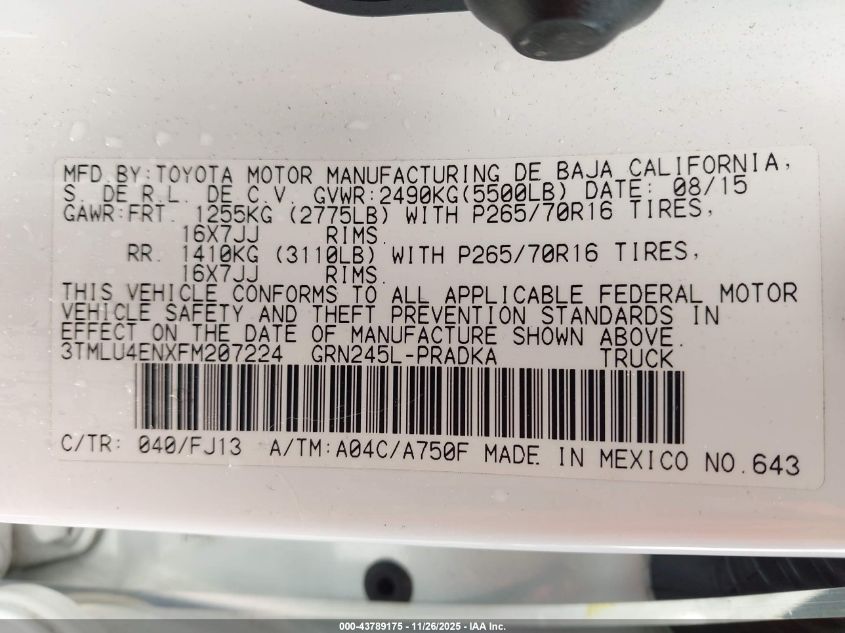 MFD.BY:TOYOTA MOTOR MANUFACTURING DE BAJA CALIFORNIA,
S. DE R.L. DE C.V. GVWR:2490KG(5500LB) DATE: 08/15
GAWR:FRT. 1255KG (2775LB) WITH P265/70R16 TIRES,
16X7JJ RIMS.
RR. 1410KG (3110LB) WITH P265/70R16 TIRES,
16X7JJ RIMS.
THIS VEHICLE CONFORMS TO ALL APPLICABLE FEDERAL MOTOR
VEHICLE SAFETY AND THEFT PREVENTION STANDARDS IN
EFFECT ON THE DATE OF MANUFACTURE SHOWN ABOVE.
3TMLU4ENXFM207224 GRN245L-PRADKA TRUCK
C/TR: 040/FJ13 A/TM:A04C/A750F MADE IN MEXICO NO.643
000-43789175 - 11/26/2025 - IAA Inc.